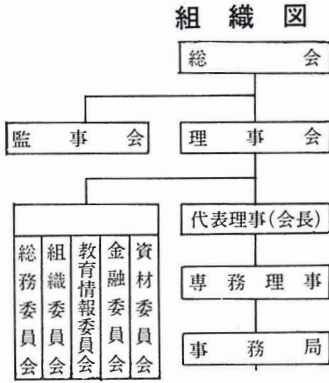 組織図
総会
監事会
理事会
代表理事(会長)
総務委員会
組織委員会
教育情報委員会
金融委員会
資材委員会
専務理事
事務局